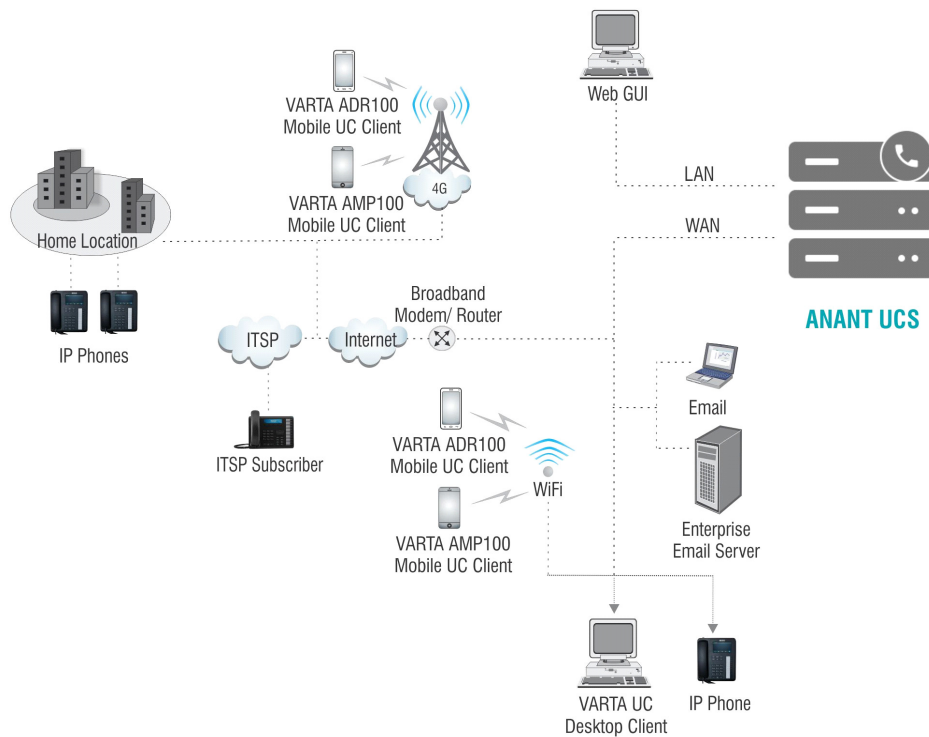 Web GUI
VARTA ADR100
Mobile UC Client
4G
VARTA AMP100
Mobile UC Client
LAN
WAN
Home Location
IP Phones
ANANT UCS
Broadband
Modem/ Router
ITSP
Internet
ITSP Subscriber
Email
VARTA ADR100
Mobile UC Client
WiFi
VARTA AMP100
Mobile UC Client
Enterprise
Email Server
VARTA UC
Desktop Client
IP Phone